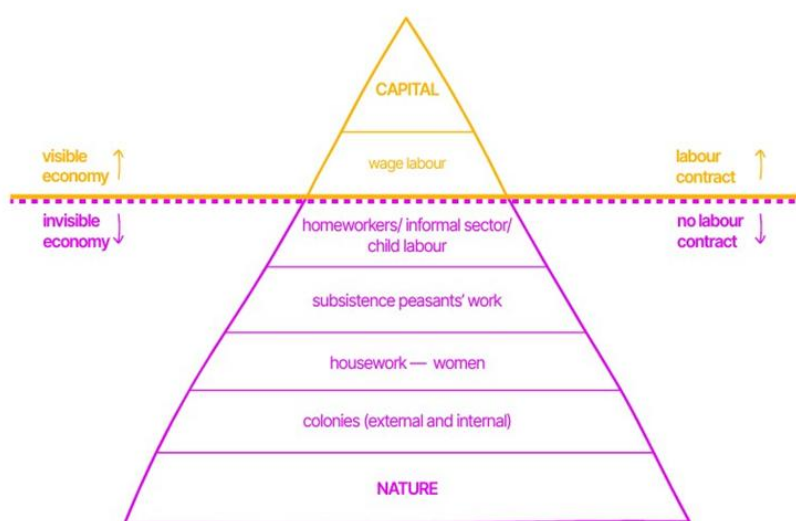 CAPITAL
wage labour
visible
economy
labour
contract
invisible
economy
no labour
contract
homeworkers/ informal sector/
child labour
subsistence peasants' work
housework — women
colonies (external and internal)
NATURE